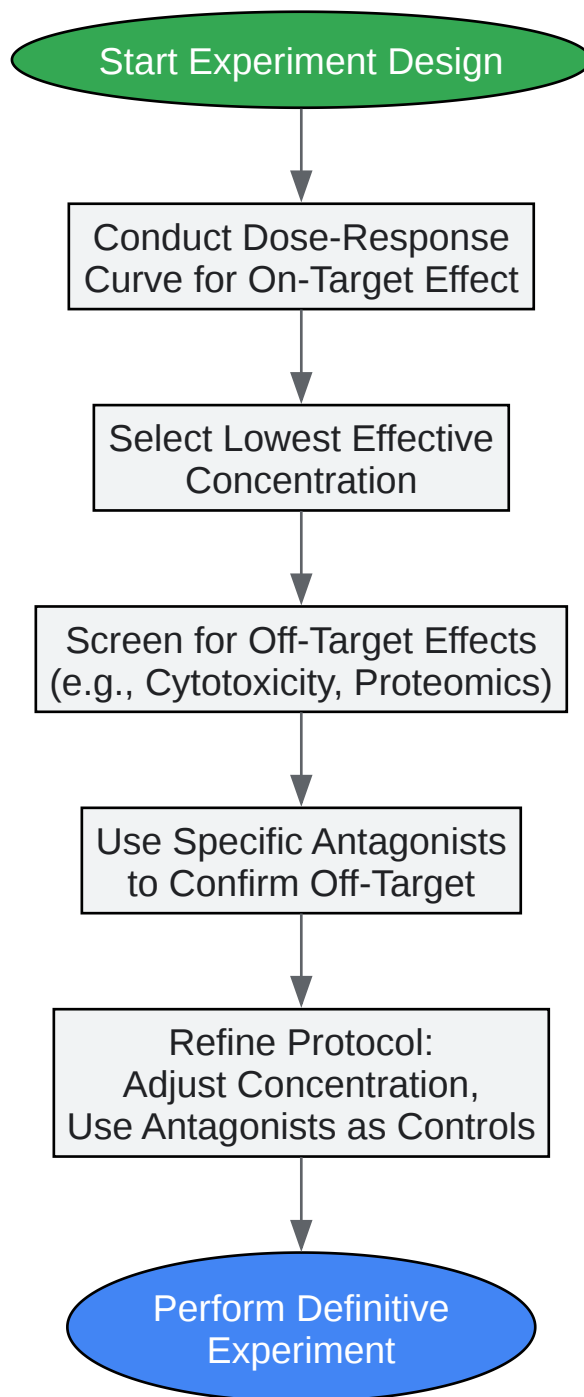 Start Experiment Design
Conduct Dose-Response
Curve for On-Target Effect
Select Lowest Effective
Concentration
Screen for Off-Target Effects
(e.g., Cytotoxicity, Proteomics)
Use Specific Antagonists
to Confirm Off-Target
Refine Protocol:
Adjust Concentration,
Use Antagonists as Controls
Perform Definitive
Experiment